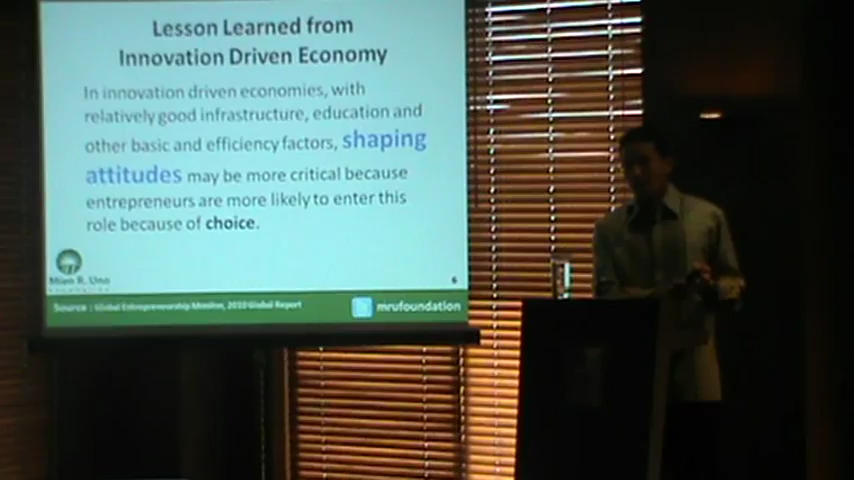 Lesson Learned from
Innovation Driven Economy
In innovation driven economies, with
relatively good infrastructure, education and
other basic and efficiency factors, shaping
attitudes may be more critical because
entrepreneurs are more likely to enter this
role because of choice.
Mien R. Uno
6
Source : Global Entrepreneurship Monitor, 2010 Global Report
mrufoundation